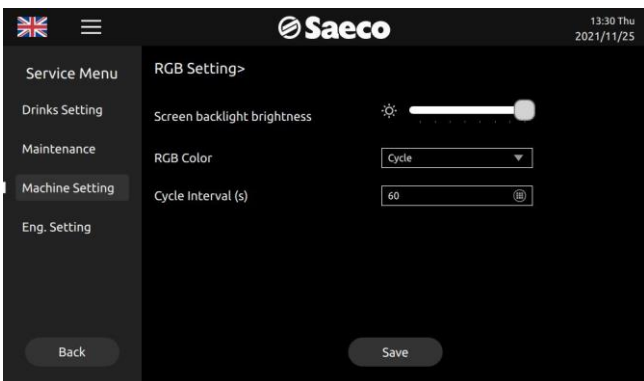 Saeco
13:30 Thu
2021/11/25
Service Menu
Drinks Setting
Maintenance
Machine Setting
Eng. Setting
Back
RGB Setting>
Screen backlight brightness
RGB Color
Cycle
Cycle Interval (s)
60
Save